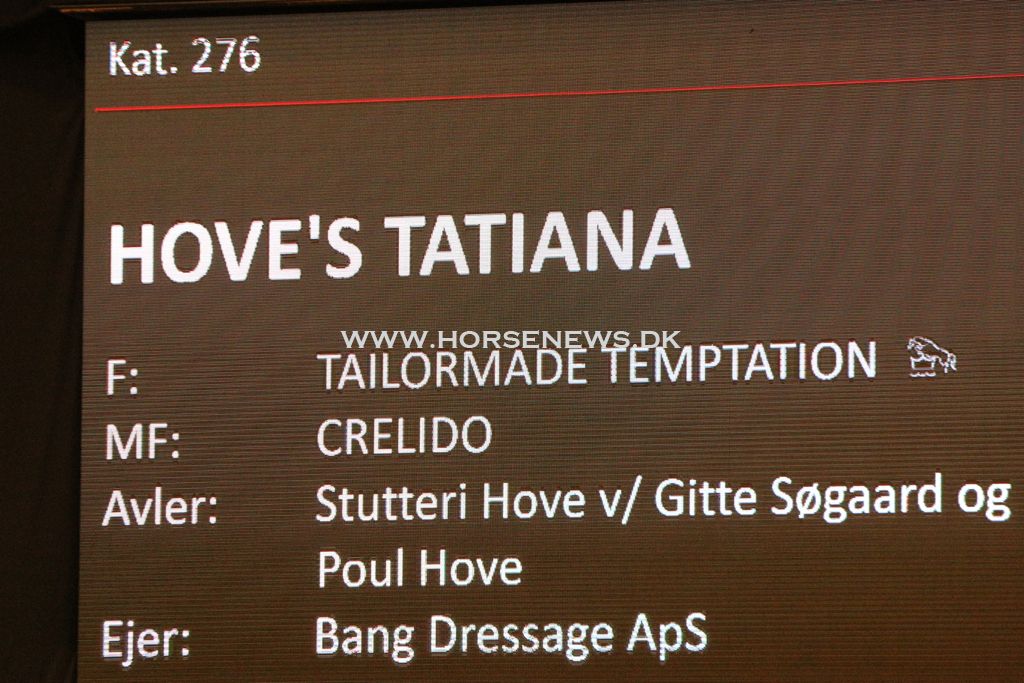 Kat. 276
HOVE'S TATIANA
WWW.HORSENEWS.DK
F: TAILORMADE TEMPTATION
MF: CRELIDO
Avler: Stutteri Hove v/ Gitte Søgaard og
Poul Hove
Ejer: Bang Dressage ApS